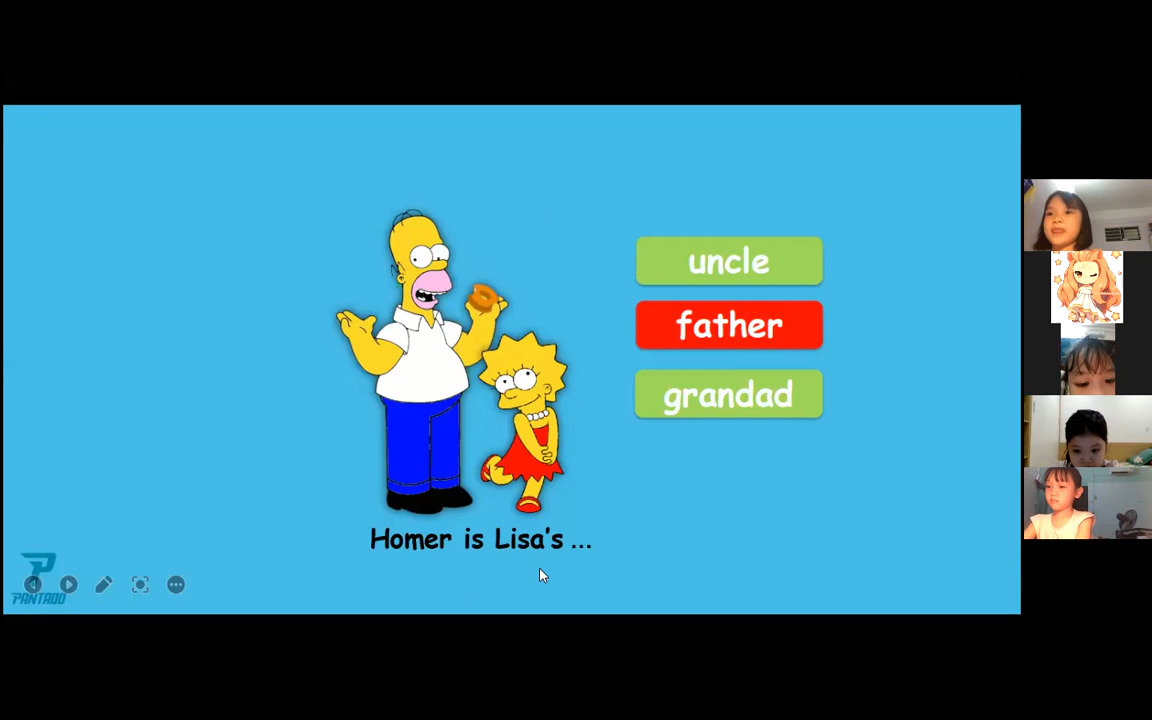 uncle
father
grandad
Homer is Lisa's ...
PANTADO